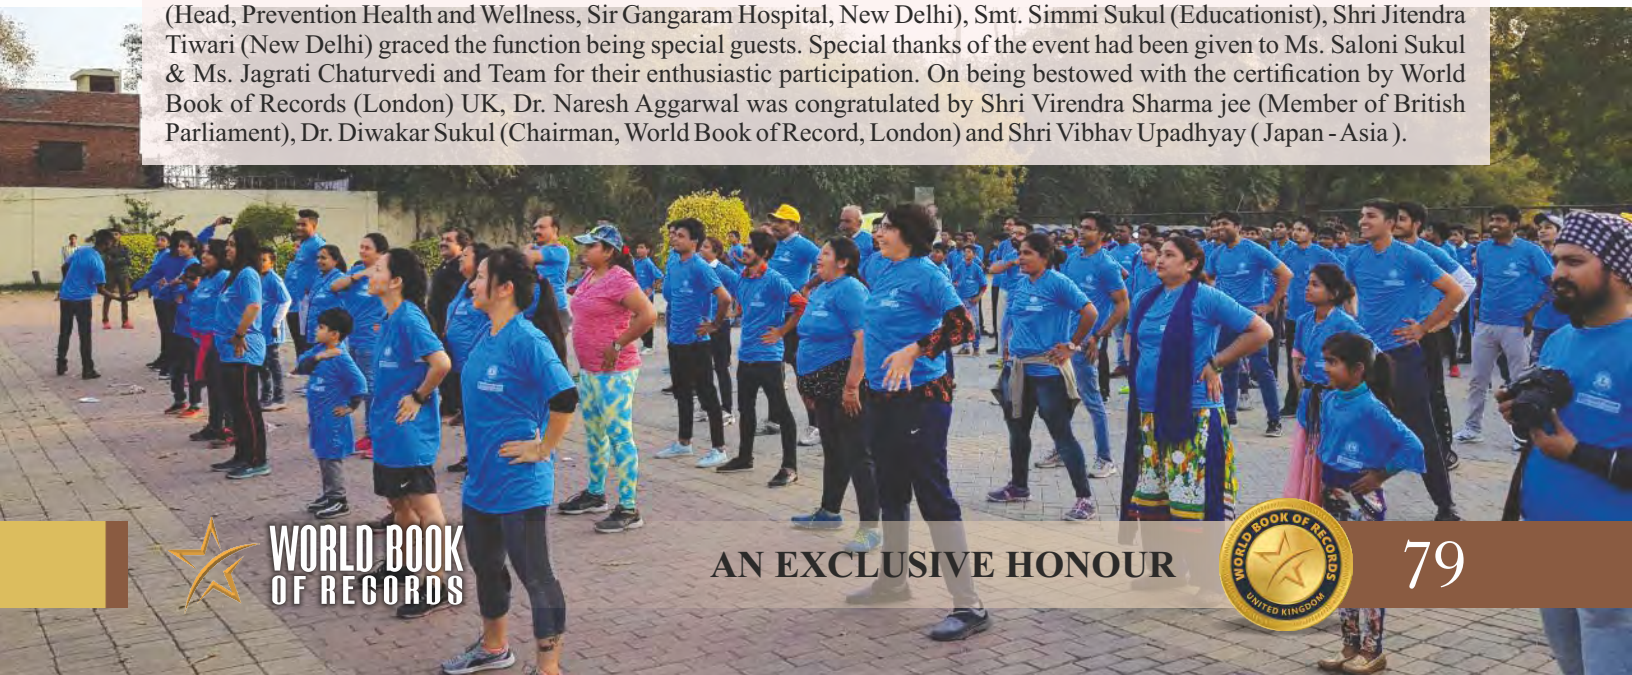 (Head, Prevention Health and Wellness, Sir Gangaram Hospital, New Delhi), Smt. Simmi Sukul (Educationist), Shri Jitendra
Tiwari (New Delhi) graced the function being special guests. Special thanks of the event had been given to Ms. Saloni Sukul
& Ms. Jagrati Chaturvedi and Team for their enthusiastic participation. On being bestowed with the certification by World
Book of Records (London) UK, Dr. Naresh Aggarwal was congratulated by Shri Virendra Sharma jee (Member of British
Parliament), Dr. Diwakar Sukul (Chairman, World Book of Record, London) and Shri Vibhav Upadhyay ( Japan - Asia ).
WORLD BOOK
OF RECORDS
AN EXCLUSIVE HONOUR
WORLD BOOK OF RECORDS
UNITED KINGDOM
79